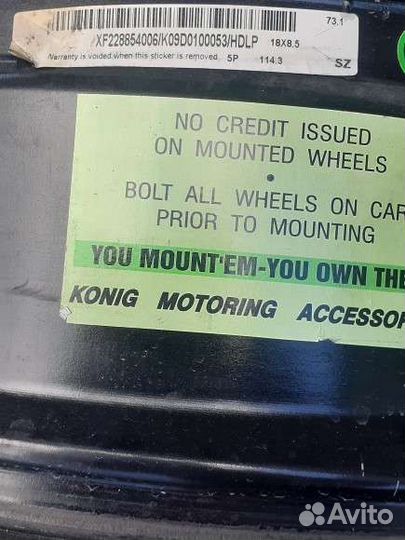 73.1
XF228854006/K09D0100053/HDLP 18X8.5
Warranty is voided when this sticker is removed. 5P 114.3 SZ
NO CREDIT ISSUED
ON MOUNTED WHEELS
•
BOLT ALL WHEELS ON CAR
PRIOR TO MOUNTING
YOU MOUNT'EM-YOU OWN THE
KONIG MOTORING ACCESSOR
Avito